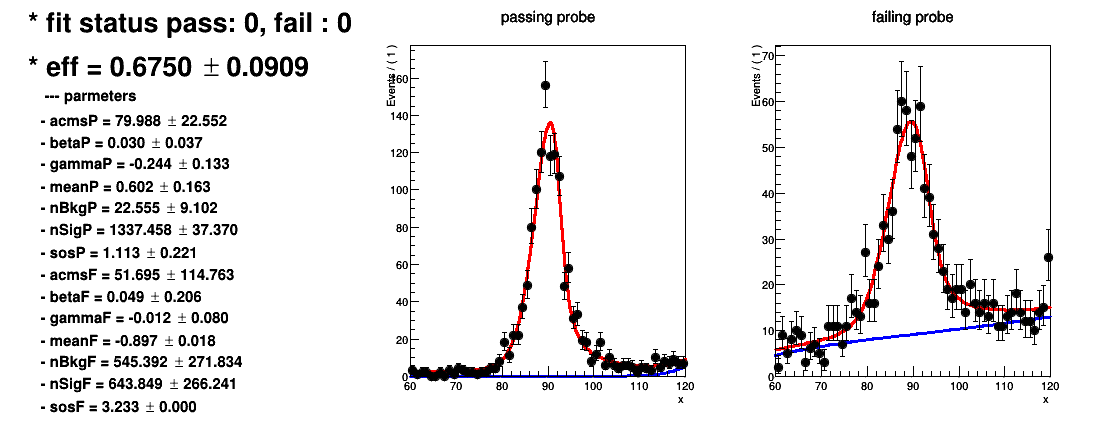 * fit status pass: 0, fail : 0
* eff = 0.6750 ± 0.0909
--- parmeters
- acmsP = 79.988 ± 22.552
- betaP = 0.030 ± 0.037
- gammaP = -0.244 ± 0.133
- meanP = 0.602 ± 0.163
- nBkgP = 22.555 ± 9.102
- nSigP = 1337.458 ± 37.370
- sosP = 1.113 ± 0.221
- acmsF = 51.695 ± 114.763
- betaF = 0.049 ± 0.206
- gammaF = -0.012 ± 0.080
- meanF = -0.897 ± 0.018
- nBkgF = 545.392 ± 271.834
- nSigF = 643.849 ± 266.241
- sosF = 3.233 ± 0.000
passing probe
Events / ( 1 )
160
140
120
100
80
60
40
20
0
60 70 80 90 100 110 120
x
failing probe
Events / ( 1 )
70
60
50
40
30
20
10
0
60 70 80 90 100 110 120
x